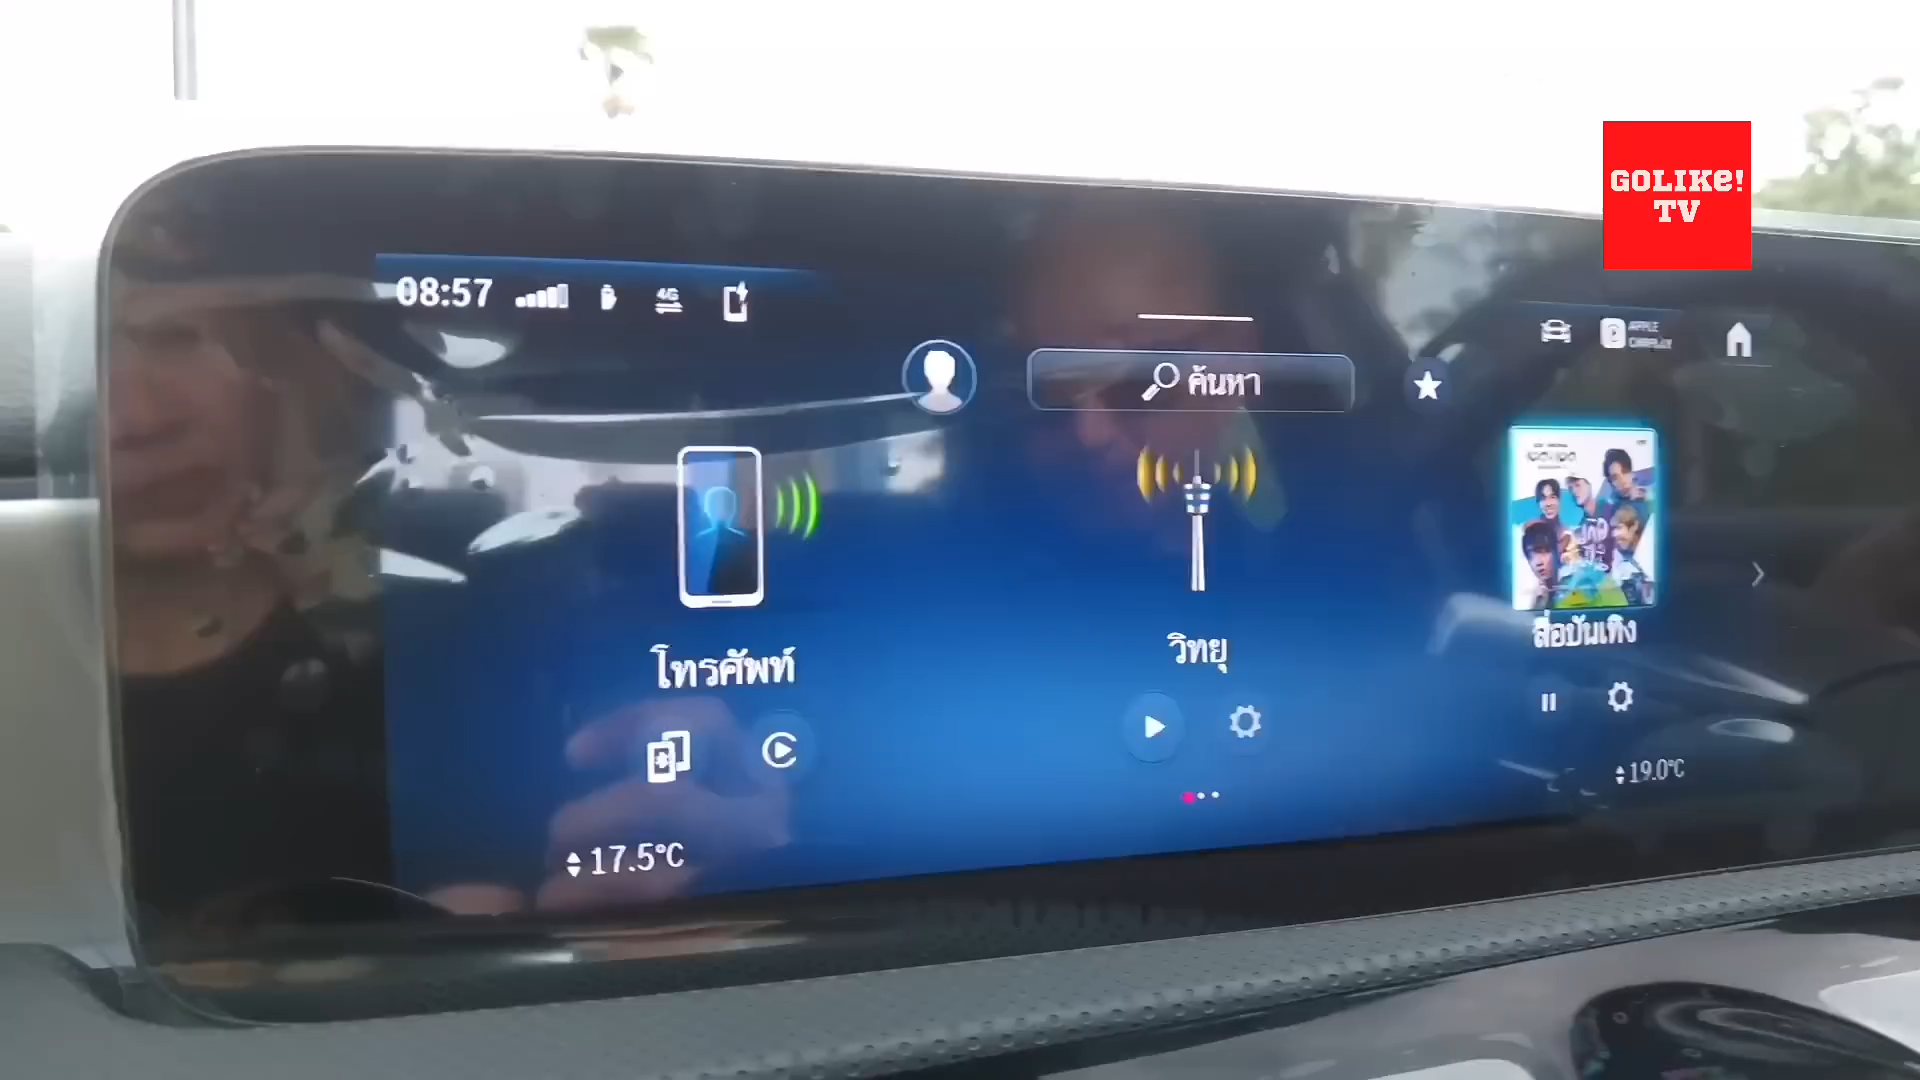 GOLIKe!
TV
08:57
4G
APPLE
CARPLAY
ค้นหา
โทรศัพท์
วิทยุ
สื่อบันเทิง
17.5°C
19.0°C